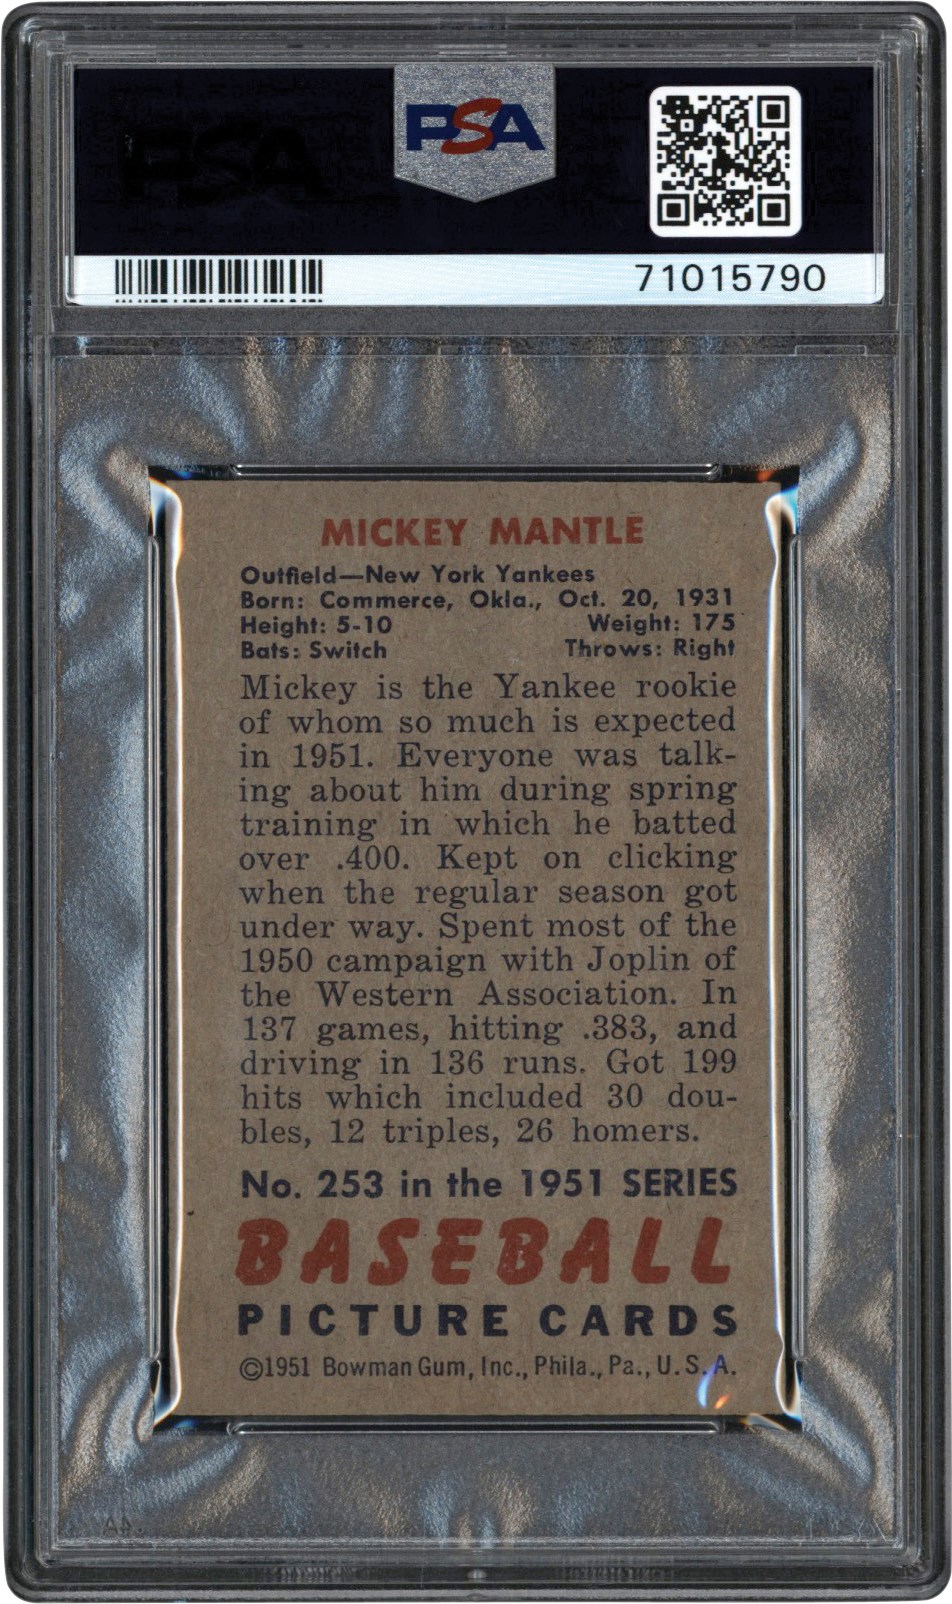 PSA
PSA
71015790
MICKEY MANTLE
Outfield—New York Yankees
Born: Commerce, Okla., Oct. 20, 1931
Height: 5-10 Weight: 175
Bats: Switch Throws: Right
Mickey is the Yankee rookie
of whom so much is expected
in 1951. Everyone was talk-
ing about him during spring
training in which he batted
over .400. Kept on clicking
when the regular season got
under way. Spent most of the
1950 campaign with Joplin of
the Western Association. In
137 games, hitting .383, and
driving in 136 runs. Got 199
hits which included 30 dou-
bles, 12 triples, 26 homers.
No. 253 in the 1951 SERIES
BASEBALL
PICTURE CARDS
©1951 Bowman Gum, Inc., Phila., Pa., U.S.A.